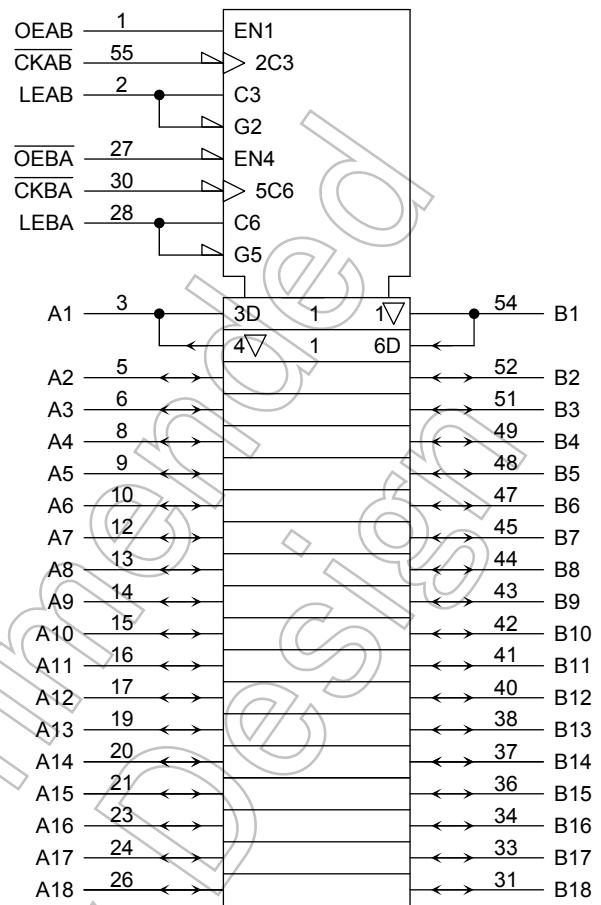 OEAB 1 EN1
CKAB 55 2C3
LEAB 2 C3
G2
OEBA 27 EN4
CKBA 30 5C6
LEBA 28 C6
G5
A1 3 3D 1 1▽ 54 B1
4▽ 1 6D
A2 5 52 B2
A3 6 51 B3
A4 8 49 B4
A5 9 48 B5
A6 10 47 B6
A7 12 45 B7
A8 13 44 B8
A9 14 43 B9
A10 15 42 B10
A11 16 41 B11
A12 17 40 B12
A13 19 38 B13
A14 20 37 B14
A15 21 36 B15
A16 23 34 B16
A17 24 33 B17
A18 26 31 B18
mmended
Design